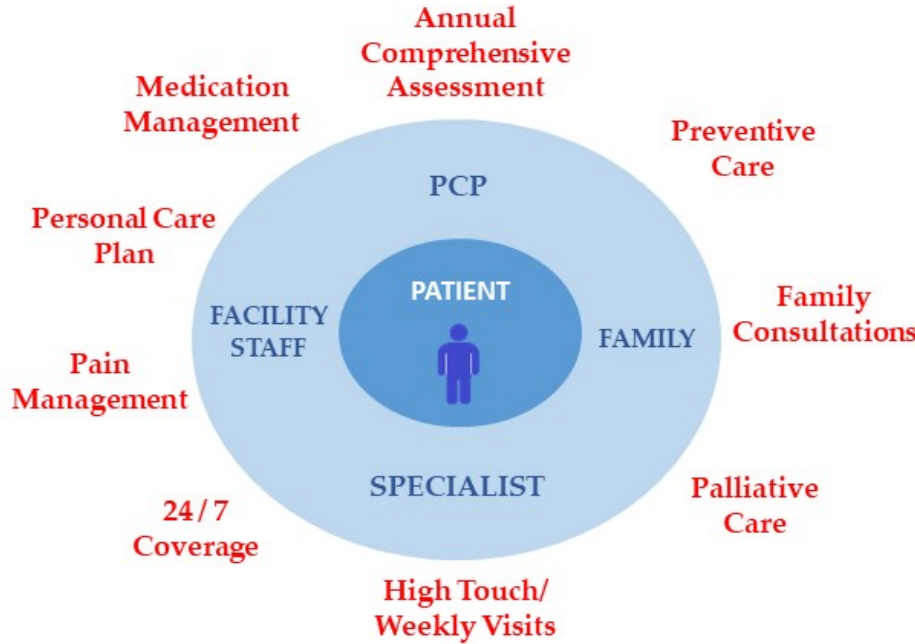 Annual
Comprehensive
Assessment
Medication
Management
Preventive
Care
PCP
Personal Care
Plan
PATIENT
FACILITY
STAFF
FAMILY
Family
Consultations
Pain
Management
SPECIALIST
Palliative
Care
24 / 7
Coverage
High Touch/
Weekly Visits